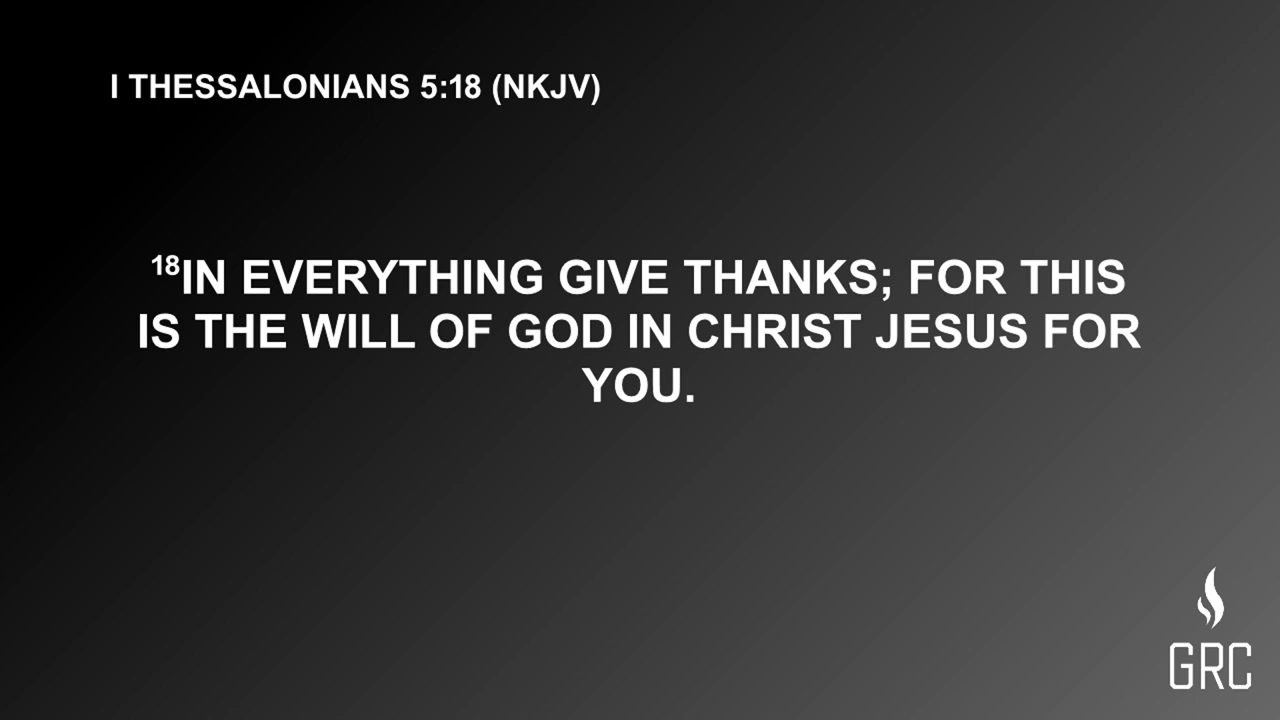 I THESSALONIANS 5:18 (NKJV)
18IN EVERYTHING GIVE THANKS; FOR THIS
IS THE WILL OF GOD IN CHRIST JESUS FOR
YOU.
GRC